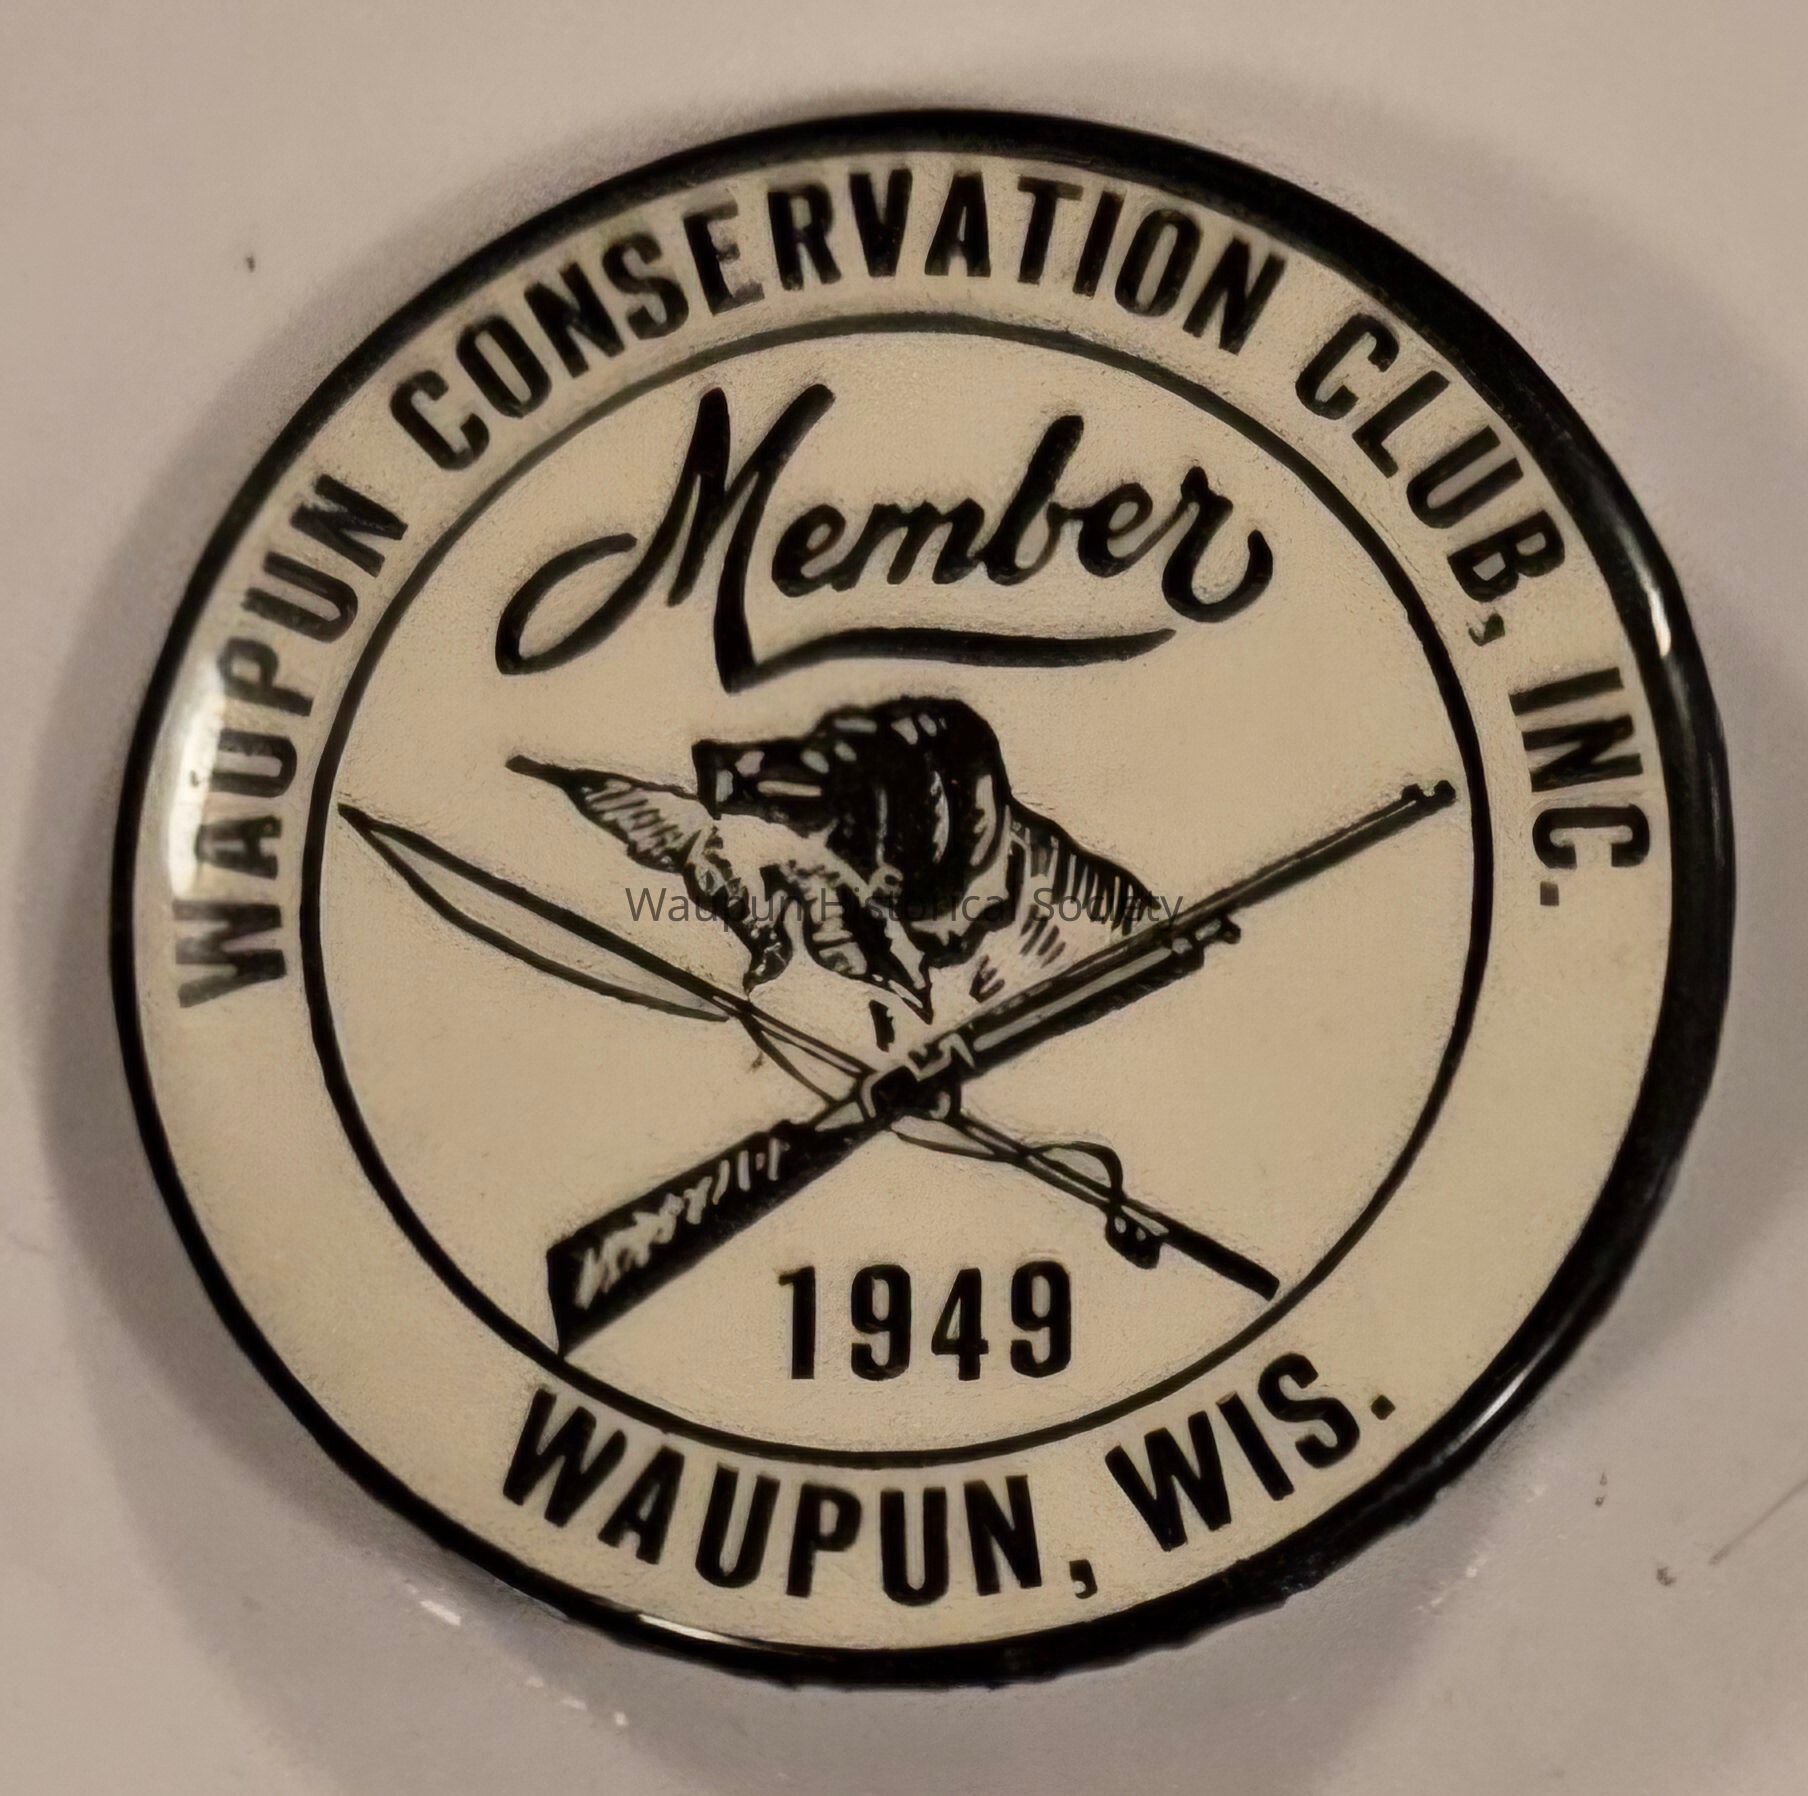 WAUPUN CONSERVATION CLUB, INC.
Member
Waupun Historical Society
1949
WAUPUN, WIS.